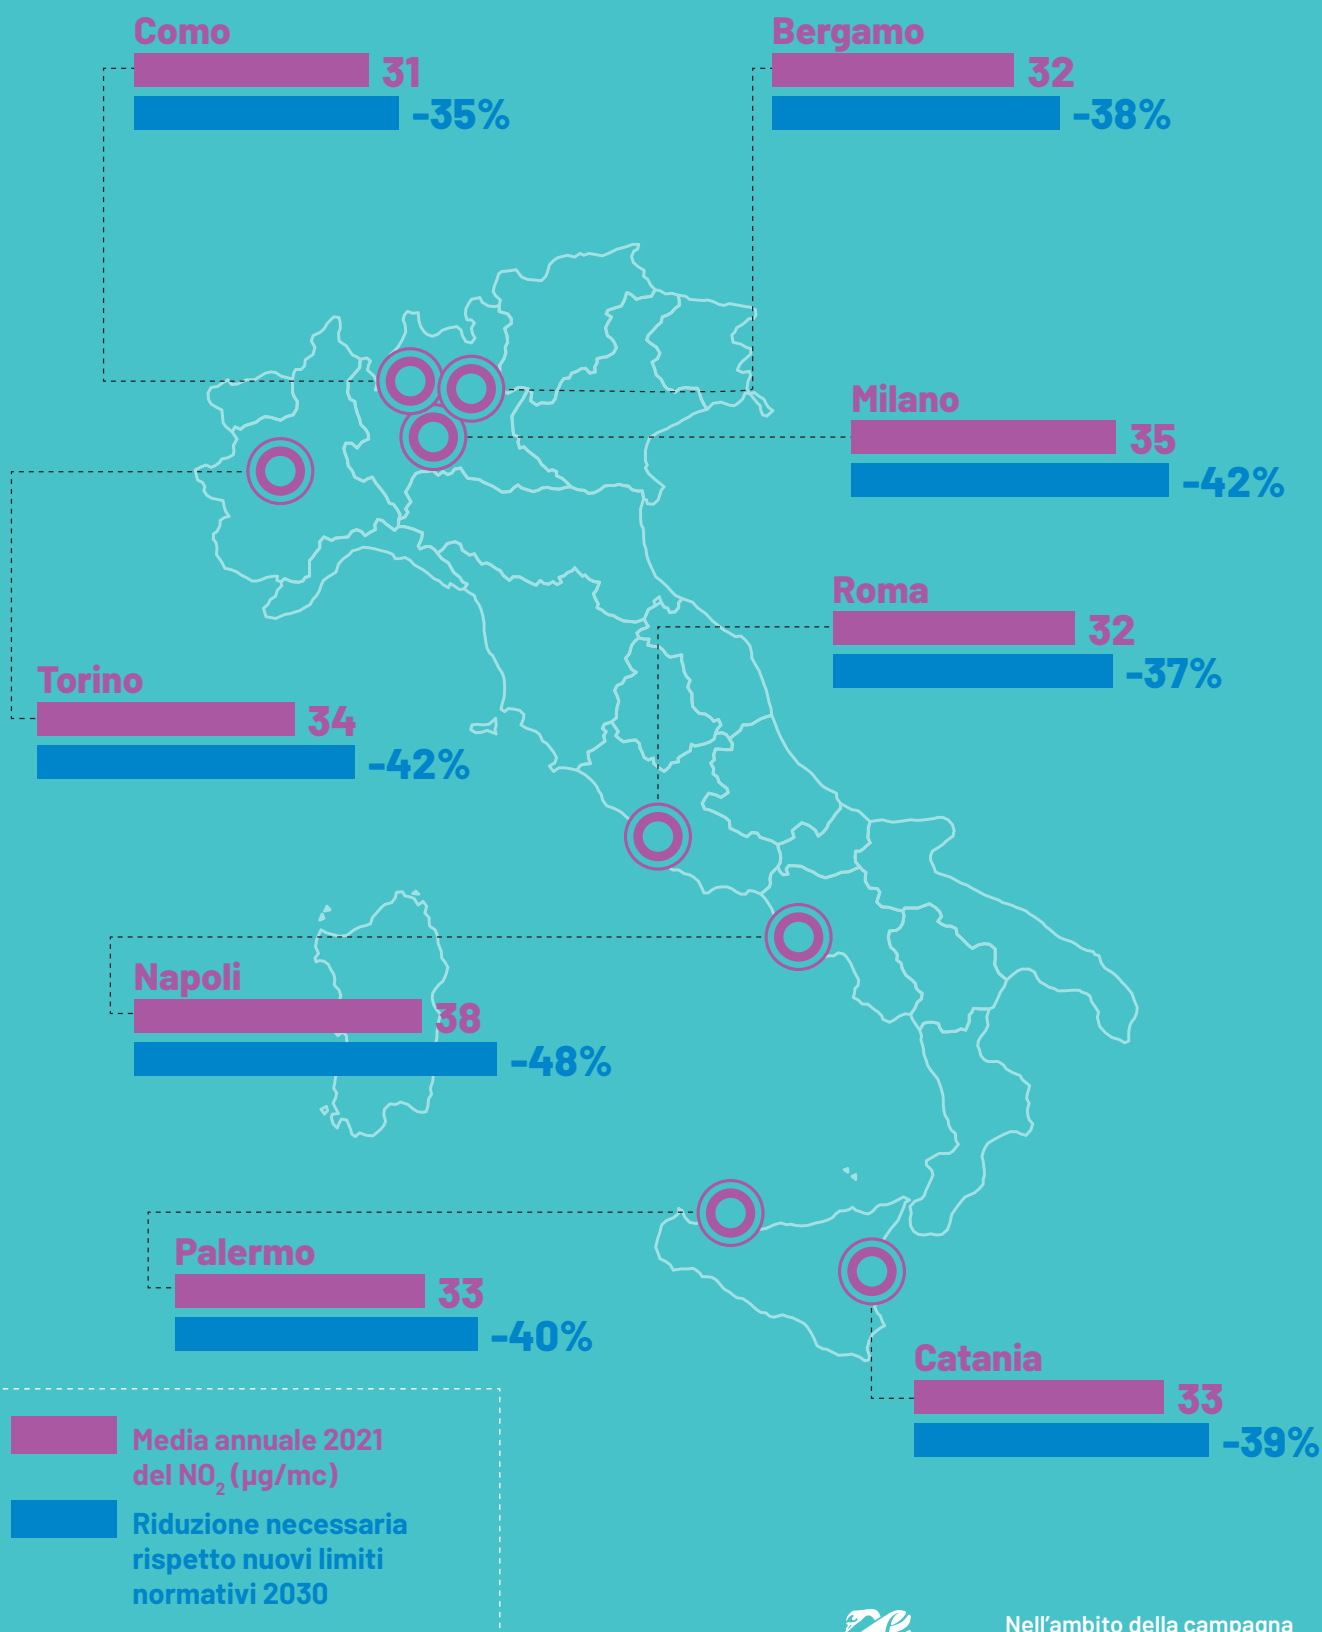 Como
31
-35%
Bergamo
32
-38%
Milano
35
-42%
Roma
32
-37%
Torino
34
-42%
Napoli
38
-48%
Palermo
33
-40%
Catania
33
-39%
Media annuale 2021
del NO₂ (µg/mc)
Riduzione necessaria
rispetto nuovi limiti
normativi 2030
Nell'ambito della campagna